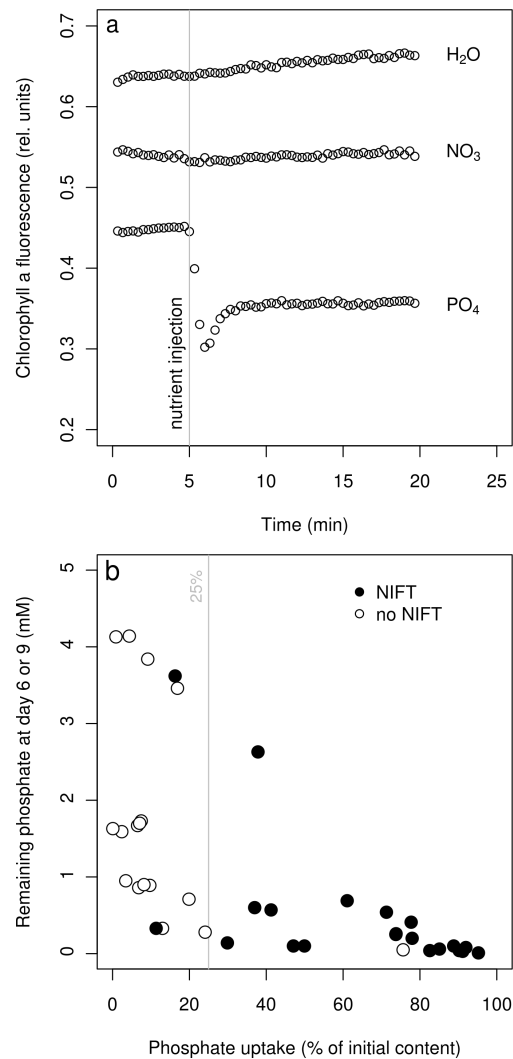 a
Chlorophyll a fluorescence (rel. units)
0.7
0.6
0.5
0.4
0.3
0.2
H₂O
NO₃
PO₄
nutrient injection
0 5 10 15 20 25
Time (min)
b
Remaining phosphate at day 6 or 9 (mM)
5
4
3
2
1
0
25%
NIFT
no NIFT
0 20 40 60 80 100
Phosphate uptake (% of initial content)